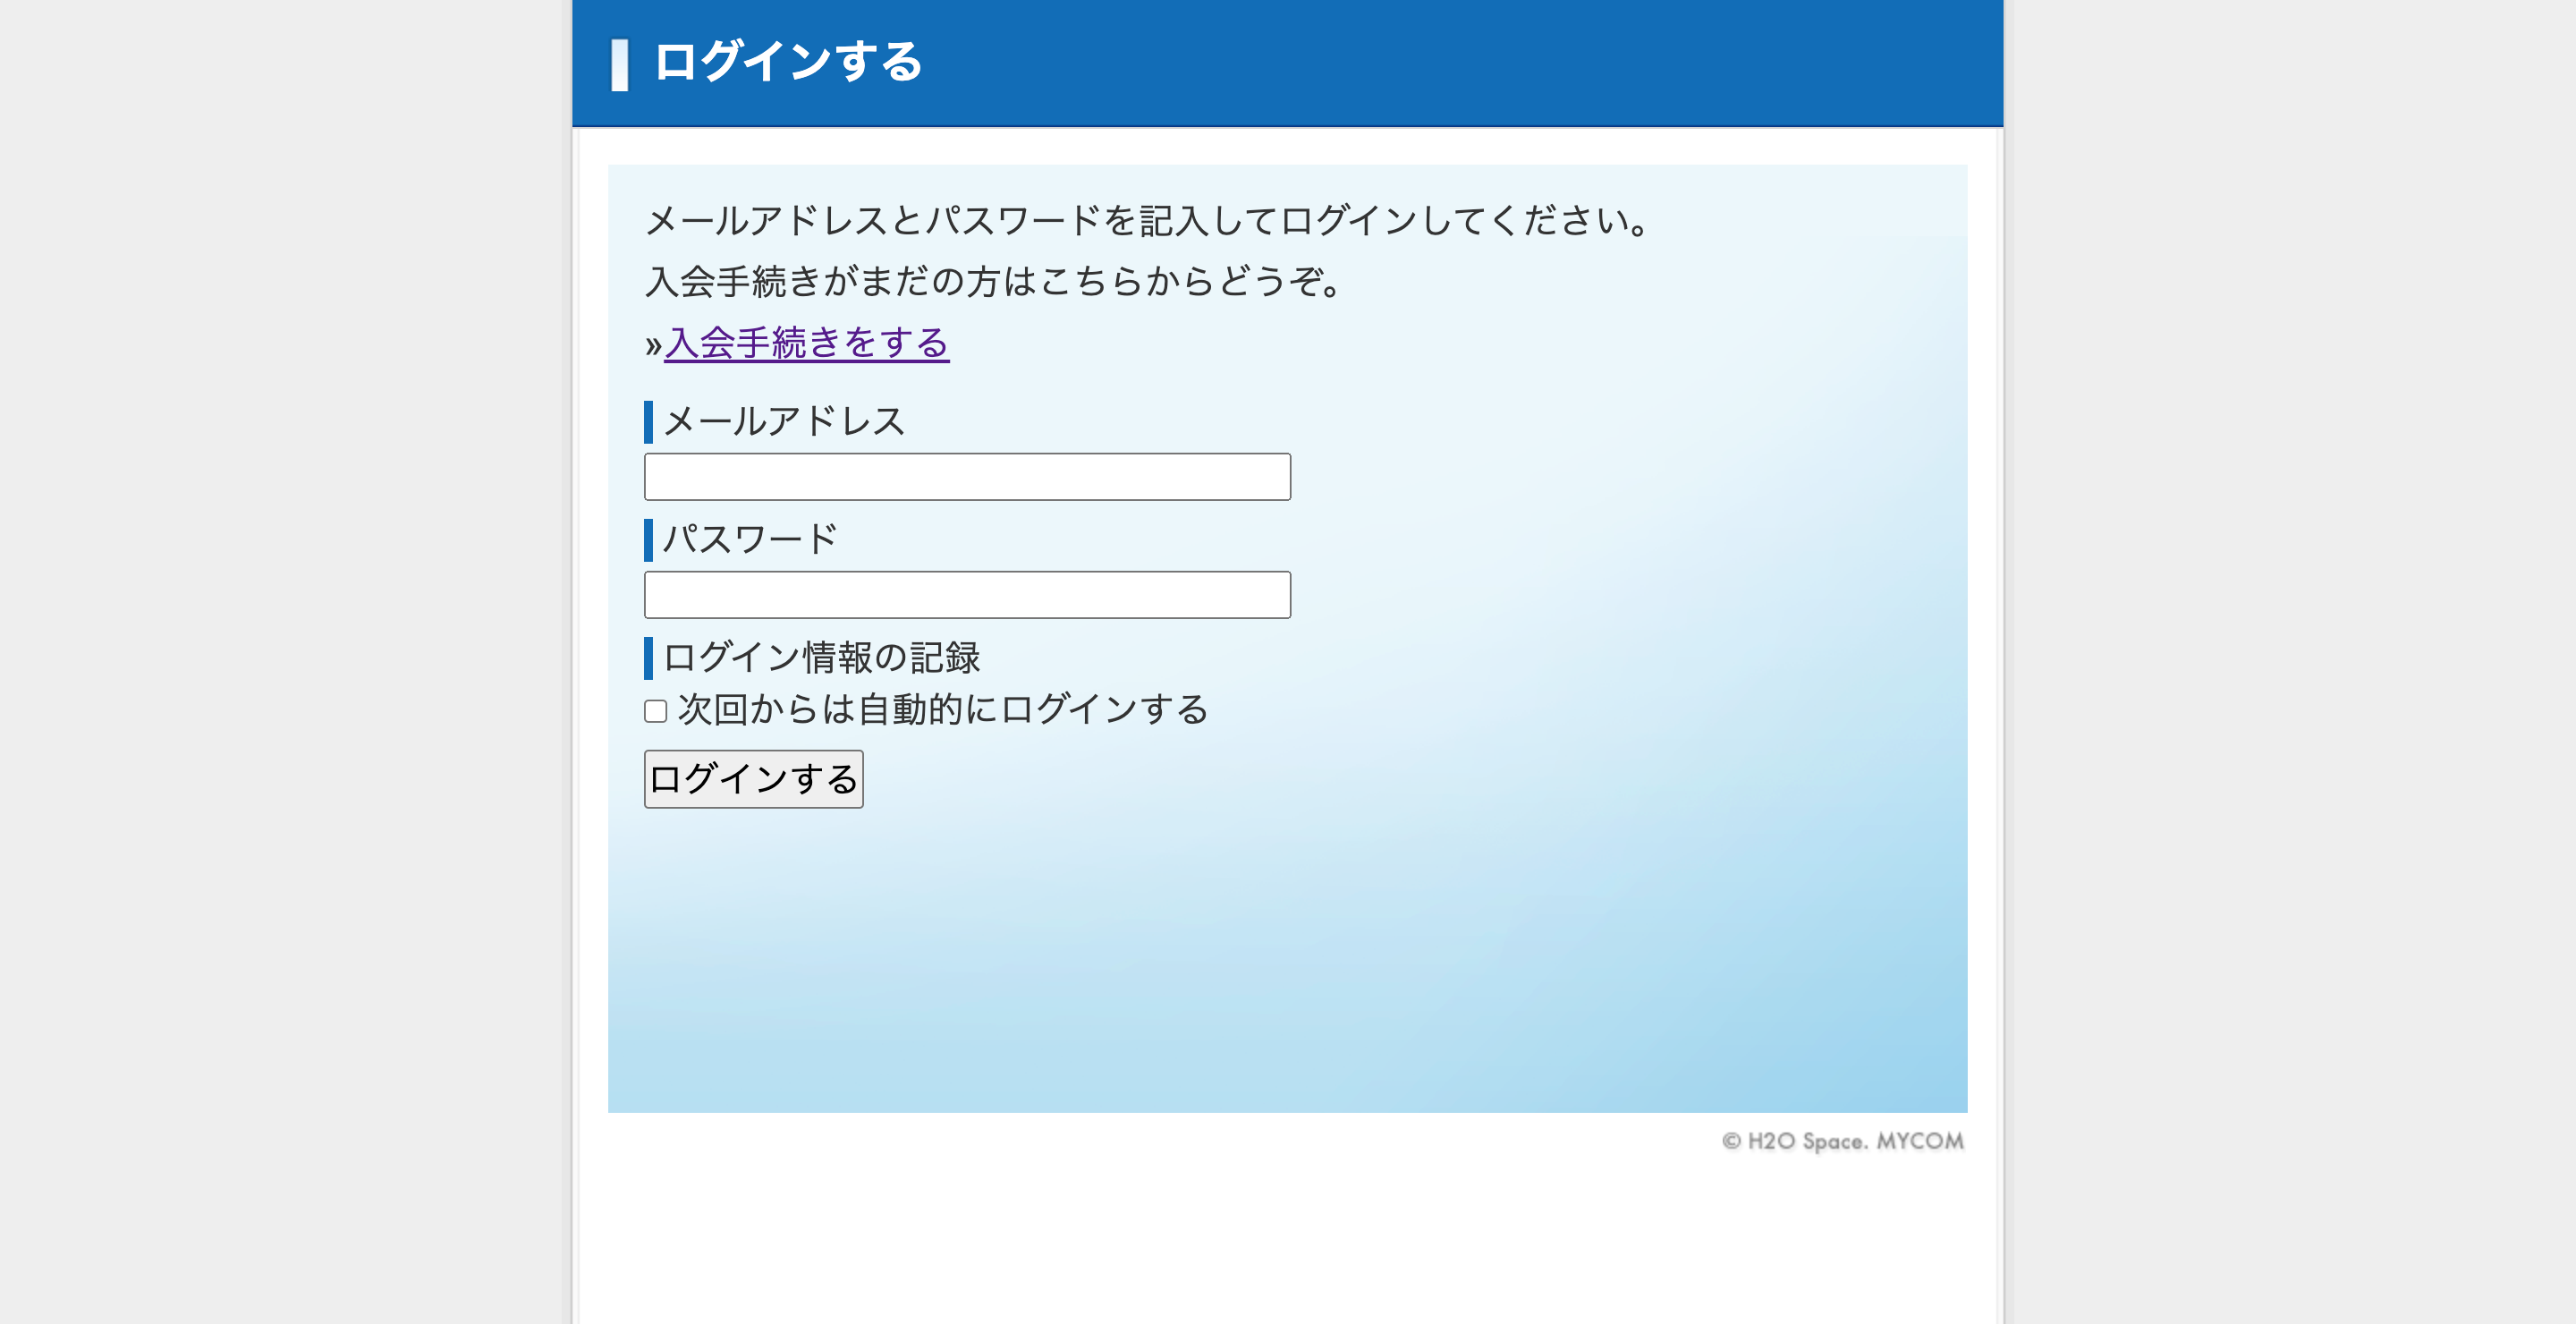 ログインする
メールアドレスとパスワードを記入してログインしてください。
入会手続きがまだの方はこちらからどうぞ。
»入会手続きをする
メールアドレス
パスワード
ログイン情報の記録
次回からは自動的にログインする
ログインする
© H2O Space. MYCOM